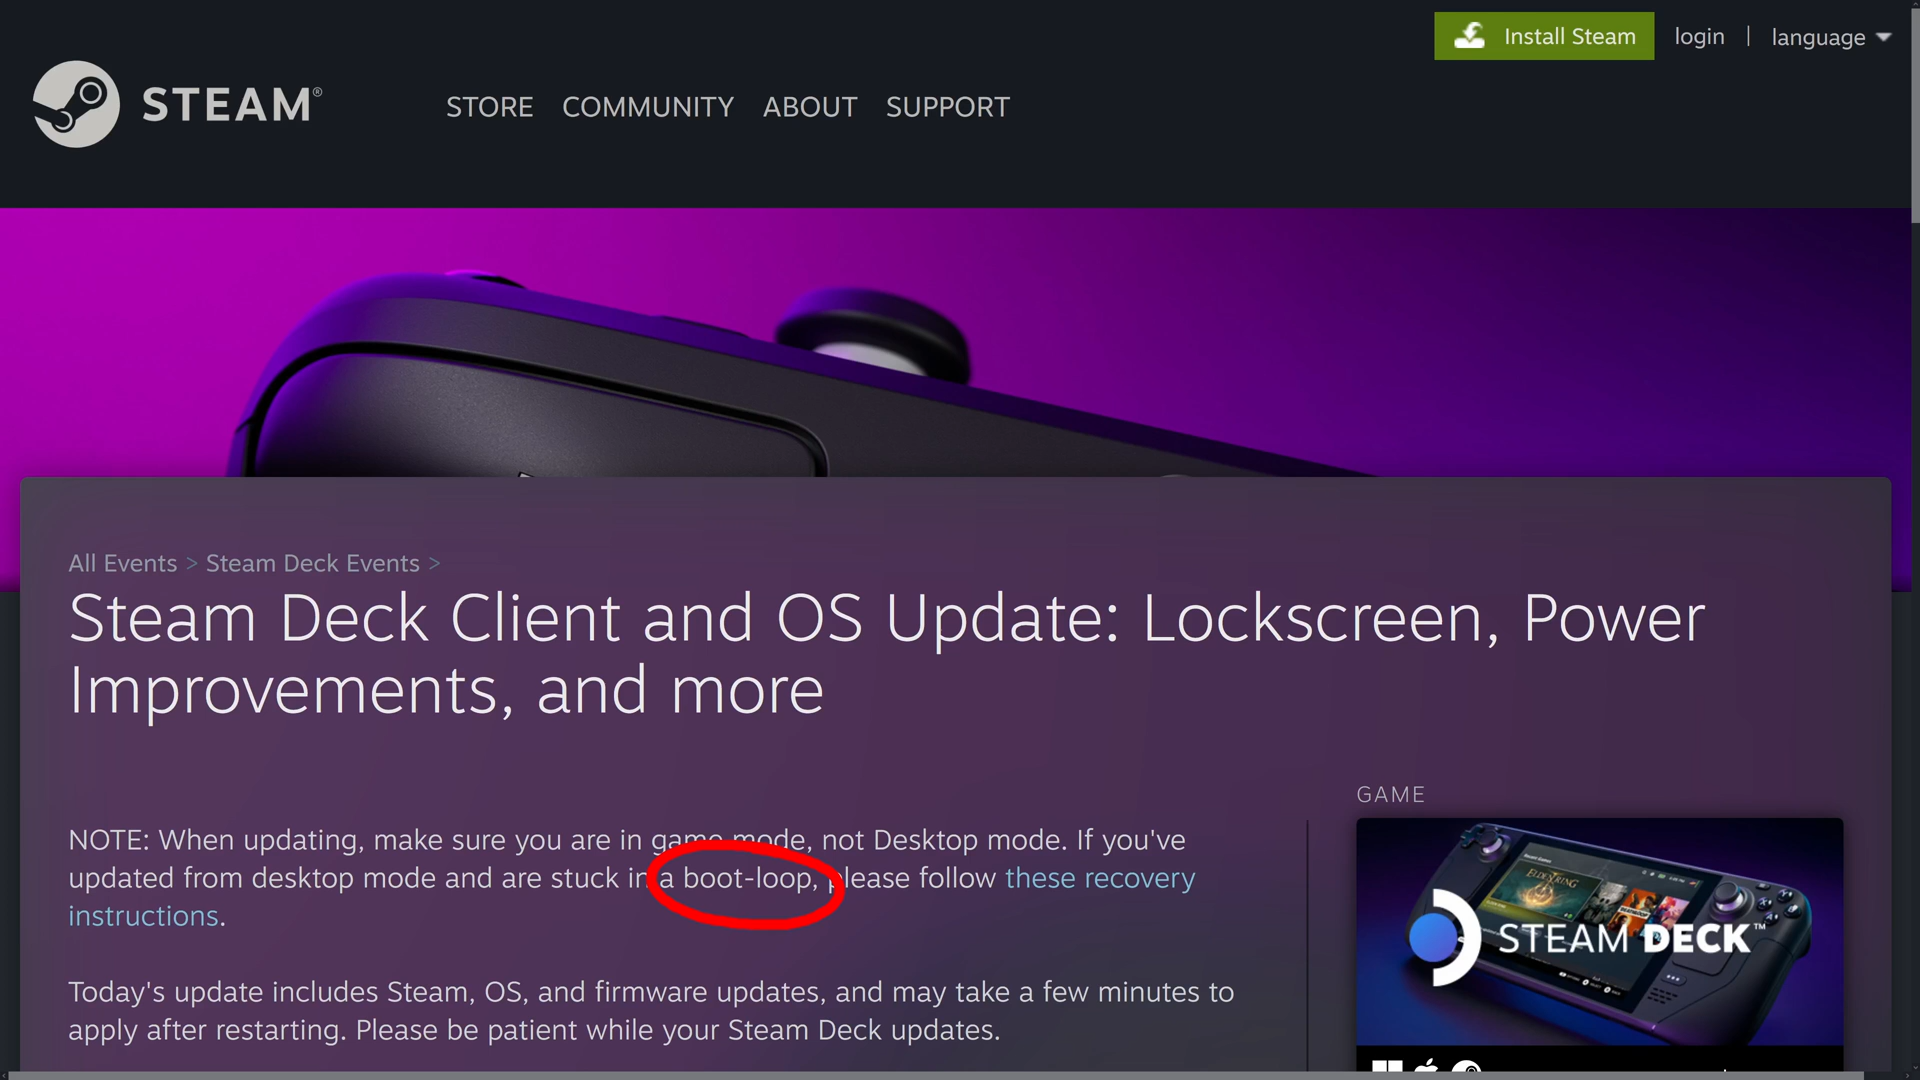 Install Steam
login | language
STEAM®
STORE COMMUNITY ABOUT SUPPORT
All Events > Steam Deck Events >
Steam Deck Client and OS Update: Lockscreen, Power
Improvements, and more
NOTE: When updating, make sure you are in game mode, not Desktop mode. If you've
updated from desktop mode and are stuck in a boot-loop, please follow these recovery
instructions.
Today's update includes Steam, OS, and firmware updates, and may take a few minutes to
apply after restarting. Please be patient while your Steam Deck updates.
GAME
ELDEN RING
STEAM DECK™